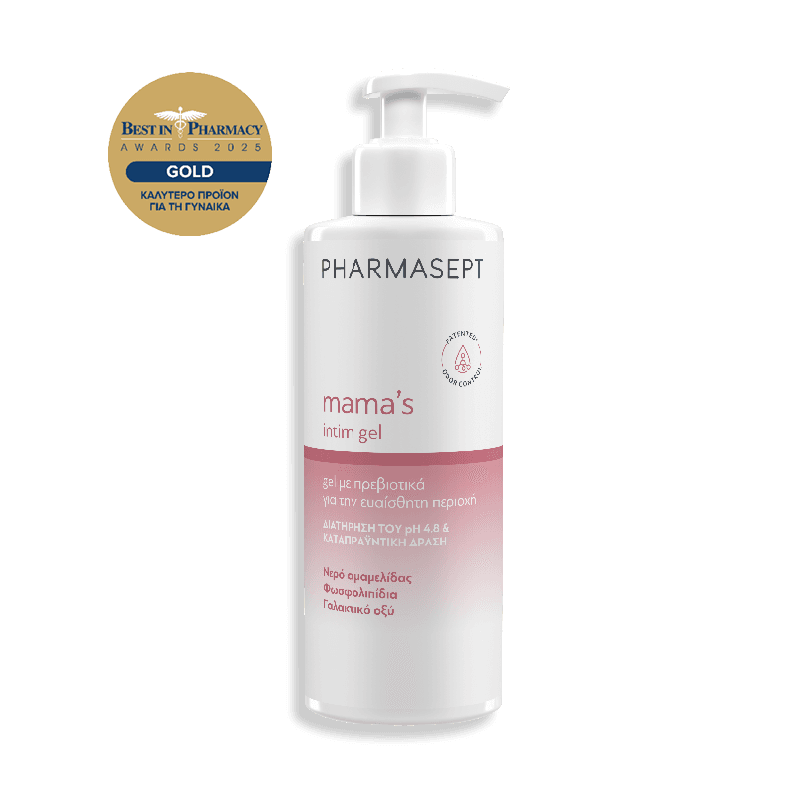 BEST IN PHARMACY
AWARDS 2025
GOLD
ΚΑΛΥΤΕΡΟ ΠΡΟΪΟΝ
ΓΙΑ ΤΗ ΓΥΝΑΙΚΑ
PHARMASEPT
PATENTED
ODOR CONTROL
mama's
intim gel
gel με πρεβιοτικά
για την ευαίσθητη περιοχή
ΔΙΑΤΗΡΗΣΗ ΤΟΥ pH 4.8 &
ΚΑΤΑΠΡΑΫΝΤΙΚΗ ΔΡΑΣΗ
Νερό αμαμελίδας
Φωσφολιπίδια
Γαλακτικό οξύ